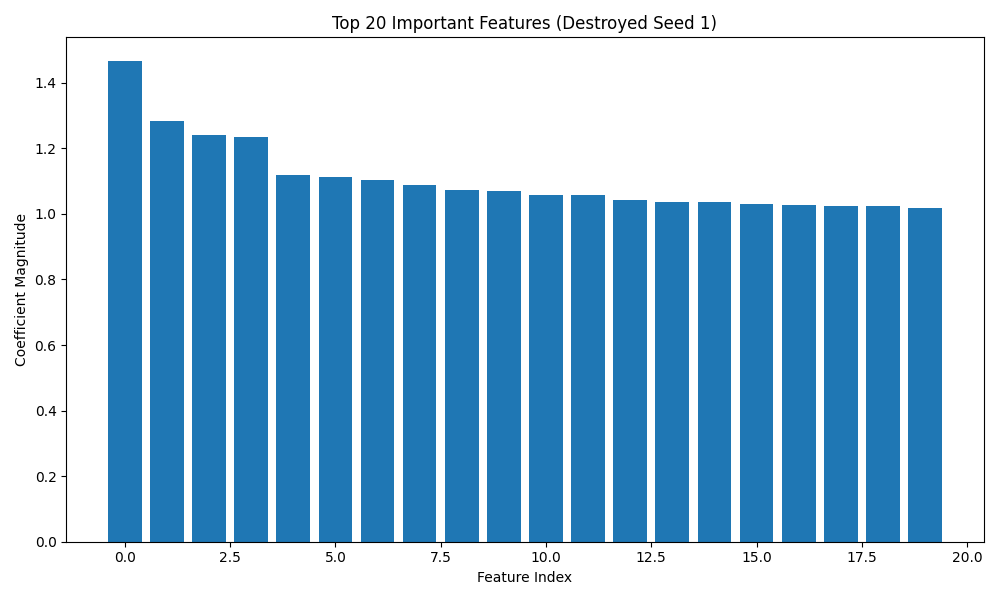 Top 20 Important Features (Destroyed Seed 1)
Coefficient Magnitude
1.4
1.2
1.0
0.8
0.6
0.4
0.2
0.0
0.0 2.5 5.0 7.5 10.0 12.5 15.0 17.5 20.0
Feature Index